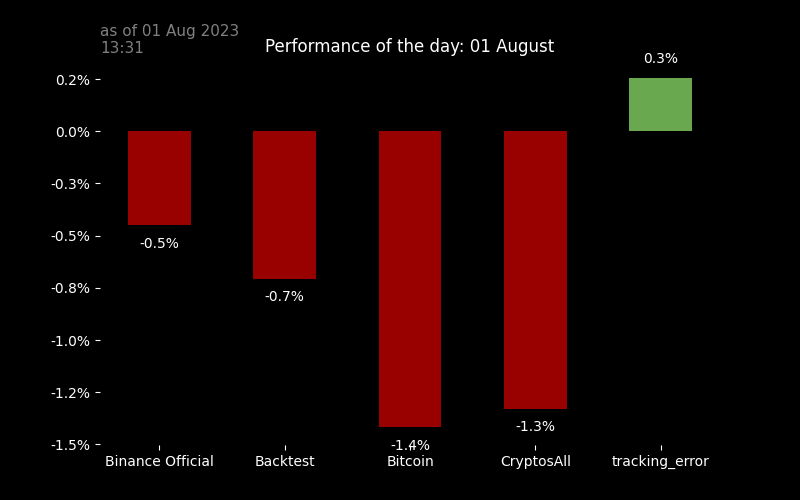 as of 01 Aug 2023
13:31
Performance of the day: 01 August
0.3%
0.2%
0.0%
-0.3%
-0.5%
-0.8%
-1.0%
-1.2%
-1.5%
-0.5%
-0.7%
-1.4%
-1.3%
Binance Official
Backtest
Bitcoin
CryptosAll
tracking_error